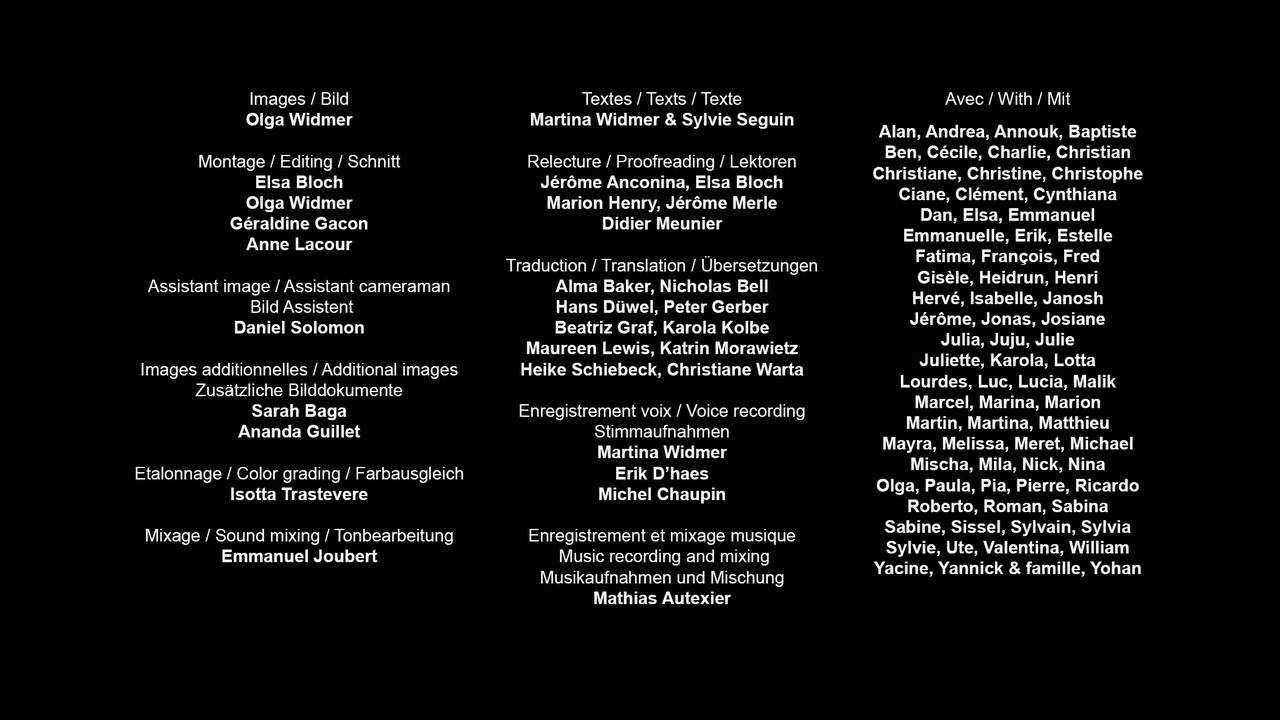 Images / Bild
Olga Widmer
Montage / Editing / Schnitt
Elsa Bloch
Olga Widmer
Géraldine Gacon
Anne Lacour
Assistant image / Assistant cameraman
Bild Assistent
Daniel Solomon
Images additionnelles / Additional images
Zusätzliche Bilddokumente
Sarah Baga
Ananda Guillet
Etalonnage / Color grading / Farbausgleich
Isotta Trastevere
Mixage / Sound mixing / Tonbearbeitung
Emmanuel Joubert
Textes / Texts / Texte
Martina Widmer & Sylvie Seguin
Relecture / Proofreading / Lektoren
Jérôme Anconina, Elsa Bloch
Marion Henry, Jérôme Merle
Didier Meunier
Traduction / Translation / Übersetzungen
Alma Baker, Nicholas Bell
Hans Düwel, Peter Gerber
Beatriz Graf, Karola Kolbe
Maureen Lewis, Katrin Morawietz
Heike Schiebeck, Christiane Warta
Enregistrement voix / Voice recording
Stimmaufnahmen
Martina Widmer
Erik D’haes
Michel Chaupin
Enregistrement et mixage musique
Music recording and mixing
Musikaufnahmen und Mischung
Mathias Autexier
Avec / With / Mit
Alan, Andrea, Annouk, Baptiste
Ben, Cécile, Charlie, Christian
Christiane, Christine, Christophe
Ciane, Clément, Cynthiana
Dan, Elsa, Emmanuel
Emmanuelle, Erik, Estelle
Fatima, François, Fred
Gisèle, Heidrun, Henri
Hervé, Isabelle, Janosh
Jérôme, Jonas, Josiane
Julia, Juju, Julie
Juliette, Karola, Lotta
Lourdes, Luc, Lucia, Malik
Marcel, Marina, Marion
Martin, Martina, Matthieu
Mayra, Melissa, Meret, Michael
Mischa, Mila, Nick, Nina
Olga, Paula, Pia, Pierre, Ricardo
Roberto, Roman, Sabina
Sabine, Sissel, Sylvain, Sylvia
Sylvie, Ute, Valentina, William
Yacine, Yannick & famille, Yohan